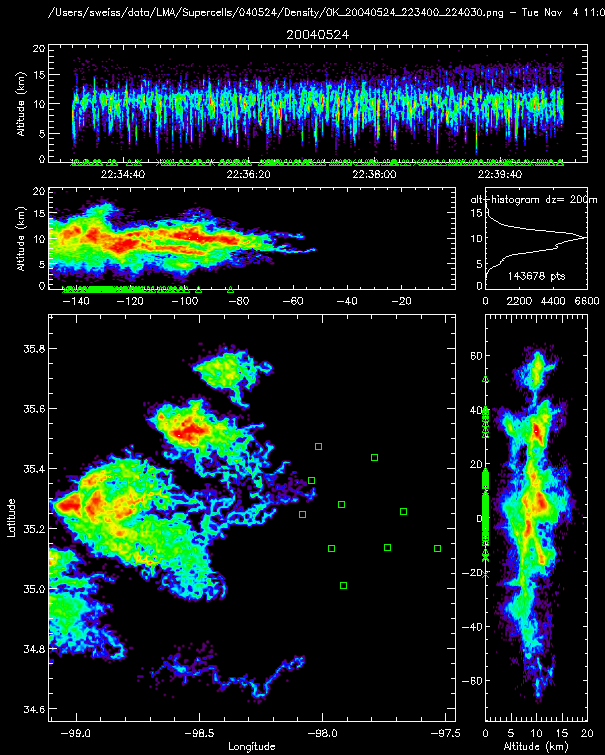 /Users/sweiss/data/LMA/Supercells/040524/Density/OK_20040524_223400_224030.png – Tue Nov 4 11:0
20040524
Altitude (km)
20
15
10
5
0
22:34:40 22:36:20 22:38:00 22:39:40
Altitude (km)
20
15
10
5
0
−140 −120 −100 −80 −60 −40 −20
alt−histogram dz= 200m
20
15
10
5
0
143678 pts
0 2200 4400 6600
Latitude
35.8
35.6
35.4
35.2
35.0
34.8
34.6
−99.0 −98.5 −98.0 −97.5
Longitude
60
40
20
0
−20
−40
−60
0 5 10 15 20
Altitude (km)